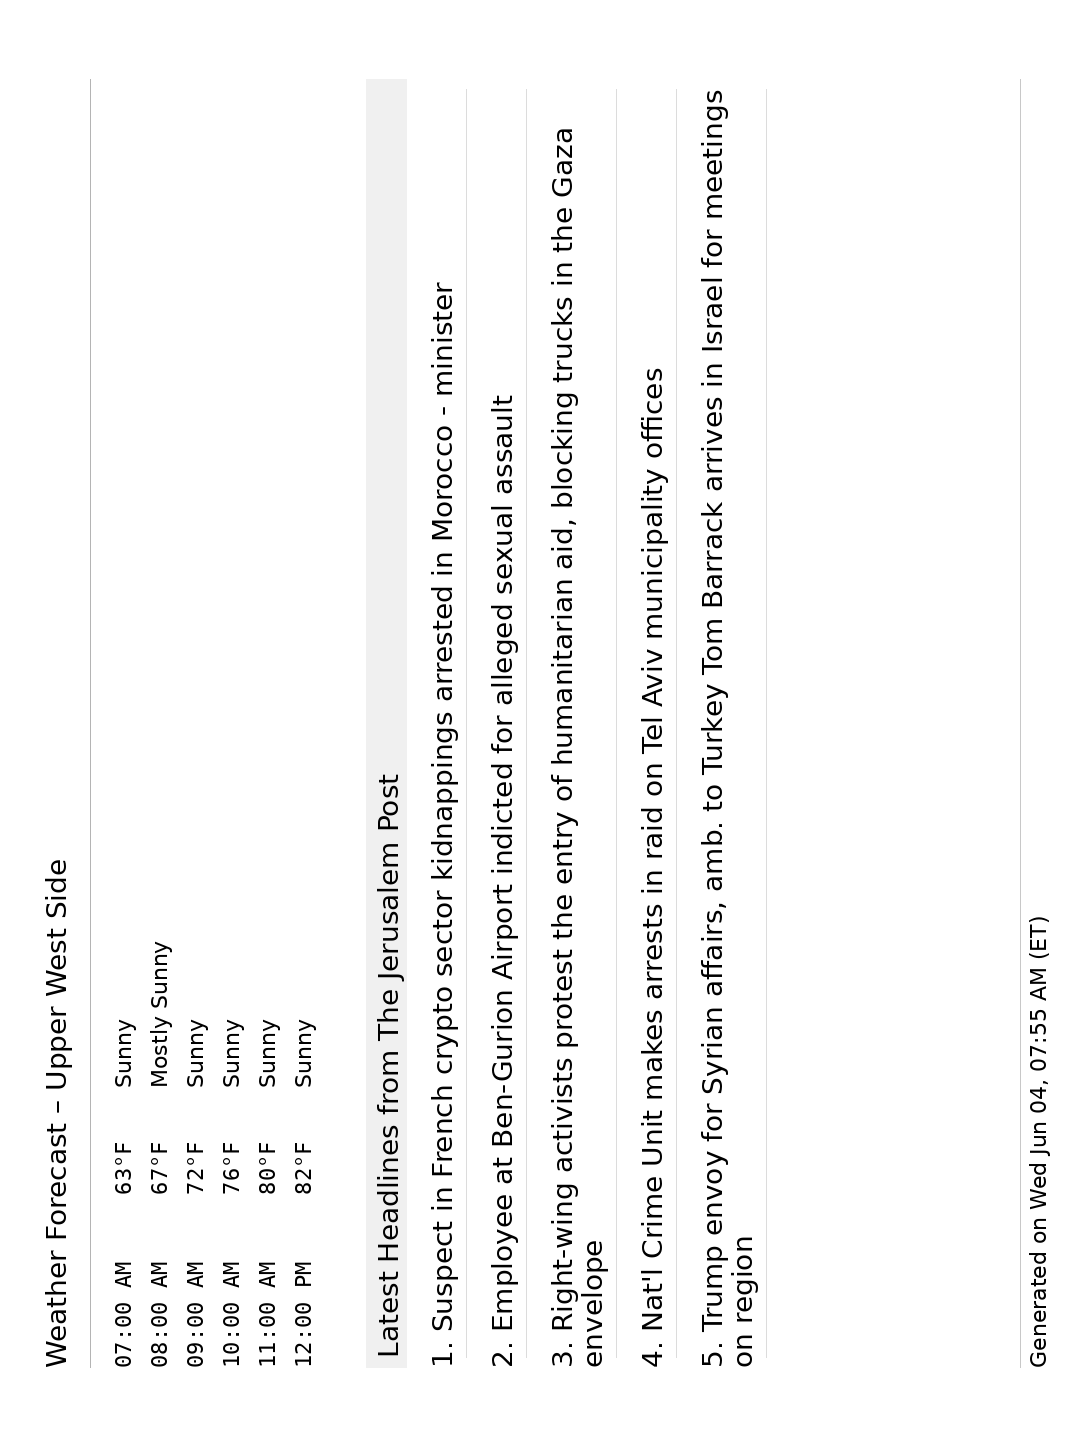 Weather Forecast – Upper West Side
07:00 AM 63°F Sunny
08:00 AM 67°F Mostly Sunny
09:00 AM 72°F Sunny
10:00 AM 76°F Sunny
11:00 AM 80°F Sunny
12:00 PM 82°F Sunny
Latest Headlines from The Jerusalem Post
1. Suspect in French crypto sector kidnappings arrested in Morocco - minister
2. Employee at Ben-Gurion Airport indicted for alleged sexual assault
3. Right-wing activists protest the entry of humanitarian aid, blocking trucks in the Gaza
envelope
4. Nat'l Crime Unit makes arrests in raid on Tel Aviv municipality offices
5. Trump envoy for Syrian affairs, amb. to Turkey Tom Barrack arrives in Israel for meetings
on region
Generated on Wed Jun 04, 07:55 AM (ET)